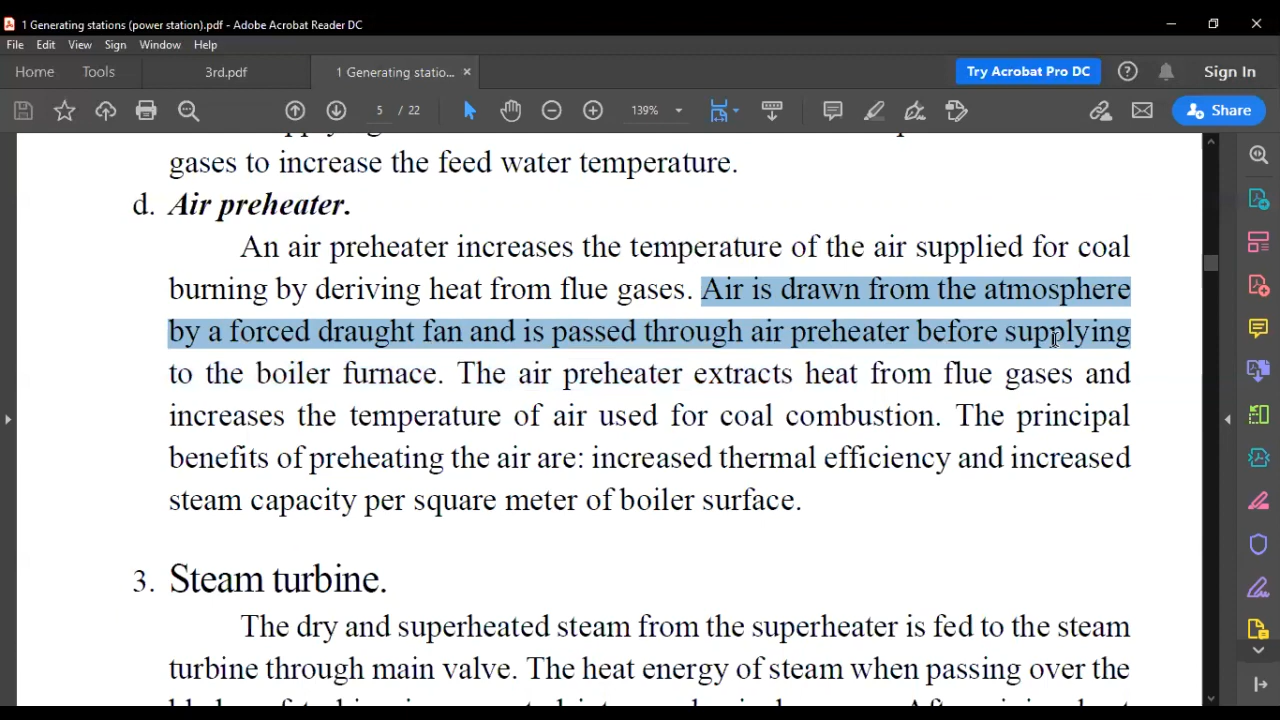 1 Generating stations (power station).pdf - Adobe Acrobat Reader DC
File Edit View Sign Window Help
Home Tools 3rd.pdf 1 Generating statio... × Try Acrobat Pro DC Sign In
5 / 22 139% Share
gases to increase the feed water temperature.
d. Air preheater.
An air preheater increases the temperature of the air supplied for coal
burning by deriving heat from flue gases. Air is drawn from the atmosphere
by a forced draught fan and is passed through air preheater before supplying
to the boiler furnace. The air preheater extracts heat from flue gases and
increases the temperature of air used for coal combustion. The principal
benefits of preheating the air are: increased thermal efficiency and increased
steam capacity per square meter of boiler surface.
3. Steam turbine.
The dry and superheated steam from the superheater is fed to the steam
turbine through main valve. The heat energy of steam when passing over the